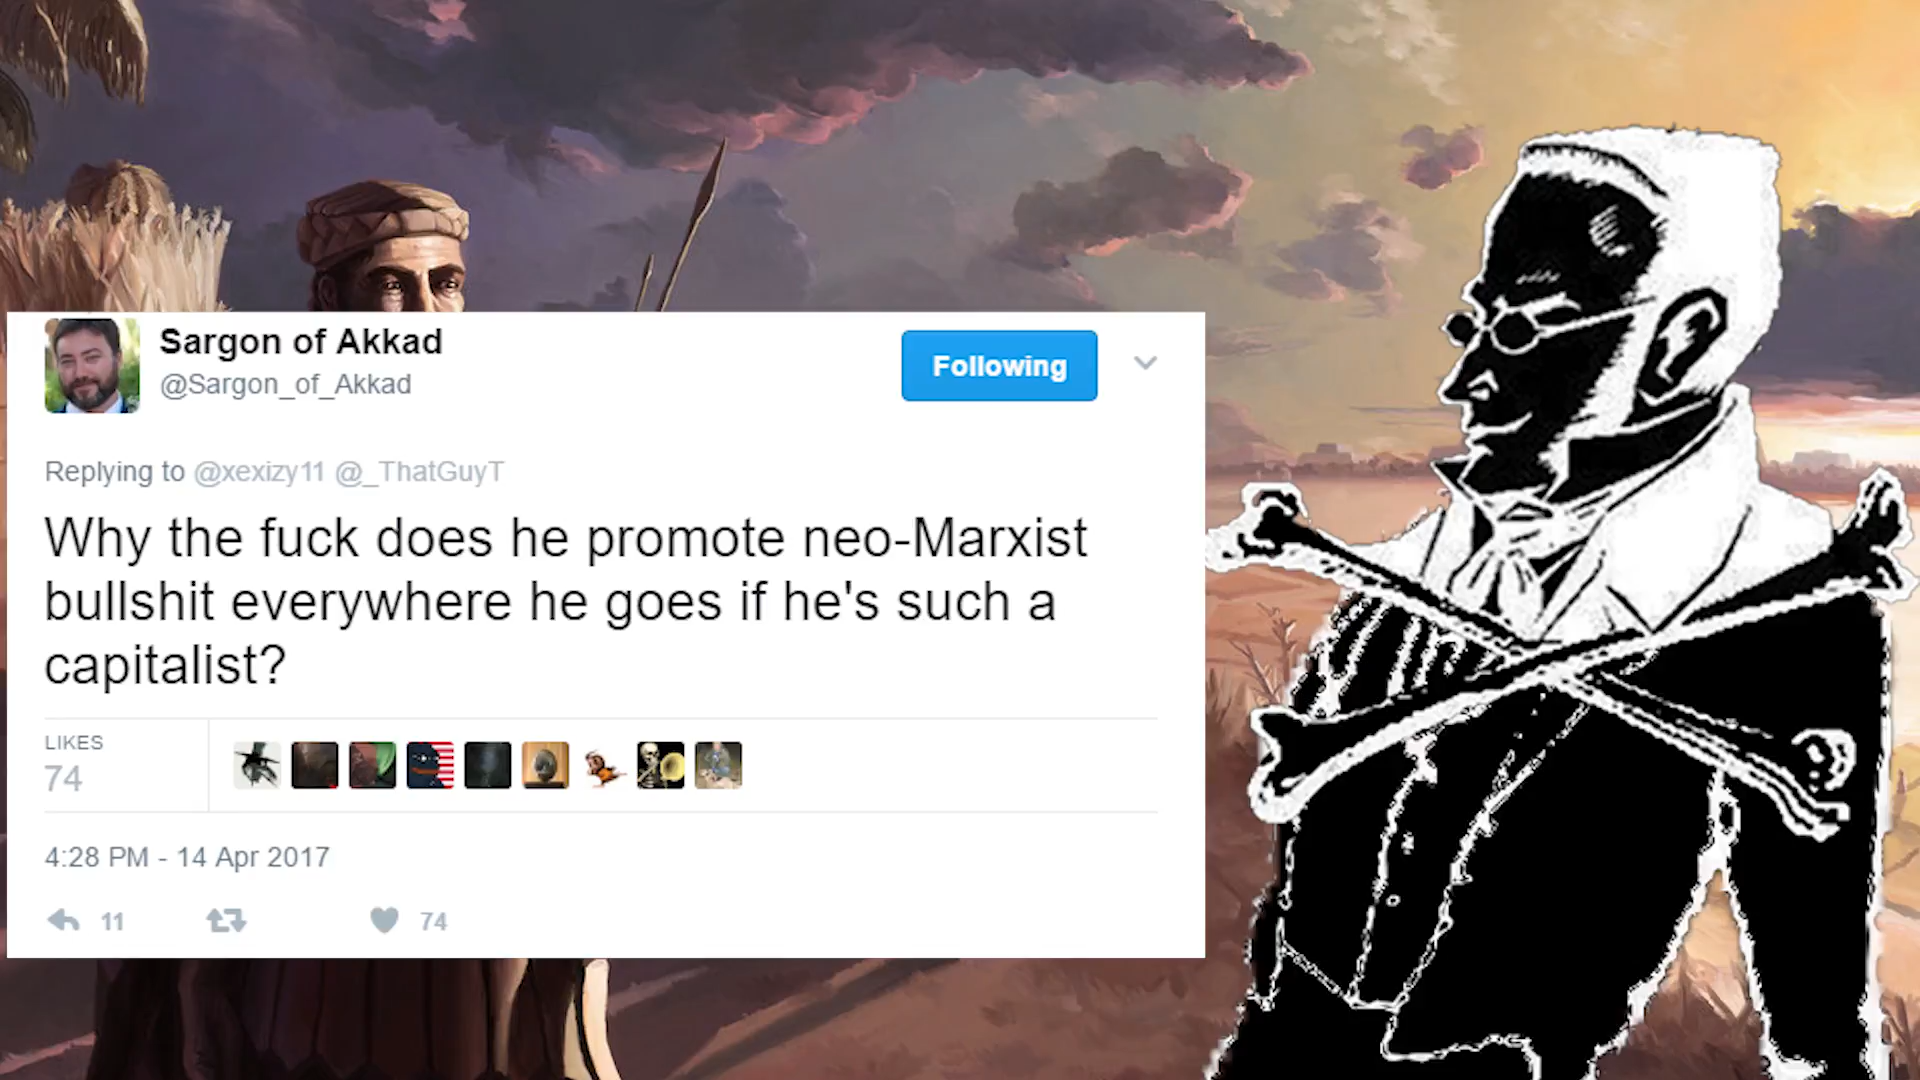 Sargon of Akkad
@Sargon_of_Akkad
Following
Replying to @xexizy11 @_ThatGuyT
Why the fuck does he promote neo-Marxist
bullshit everywhere he goes if he's such a
capitalist?
LIKES
74
4:28 PM - 14 Apr 2017
11
74